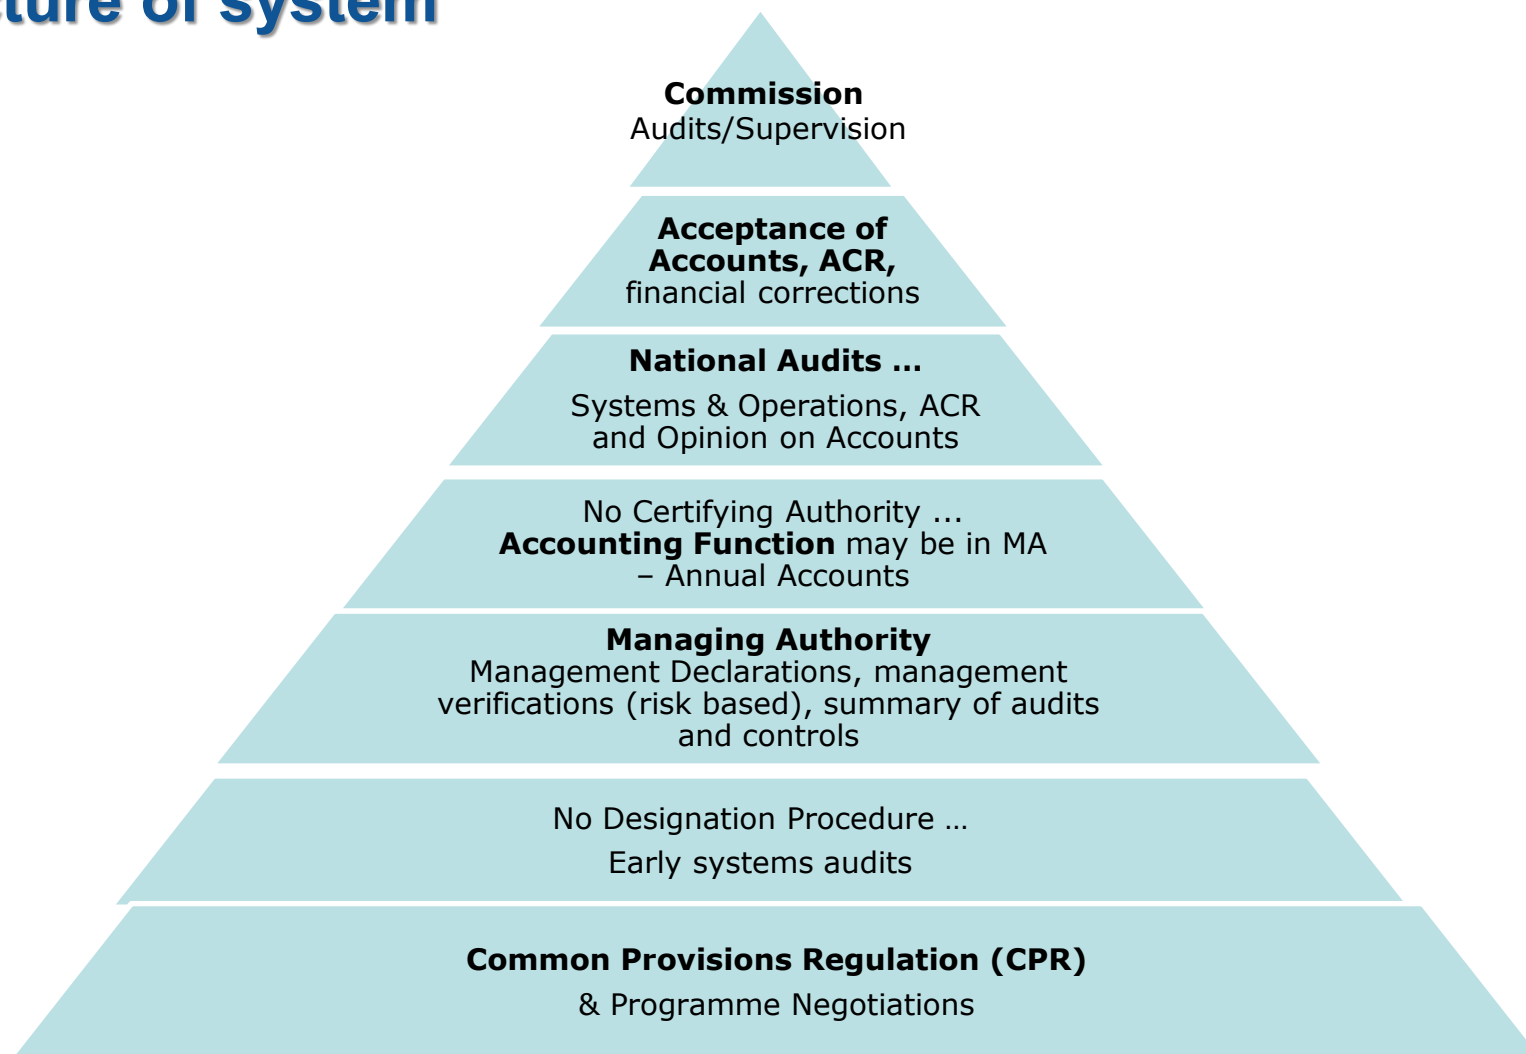 of system
Commission
Audits/Supervision
Acceptance of
Accounts, ACR,
financial corrections
National Audits ...
Systems & Operations, ACR
and Opinion on Accounts
No Certifying Authority ...
Accounting Function may be in MA
– Annual Accounts
Managing Authority
Management Declarations, management
verifications (risk based), summary of audits
and controls
No Designation Procedure ...
Early systems audits
Common Provisions Regulation (CPR)
& Programme Negotiations